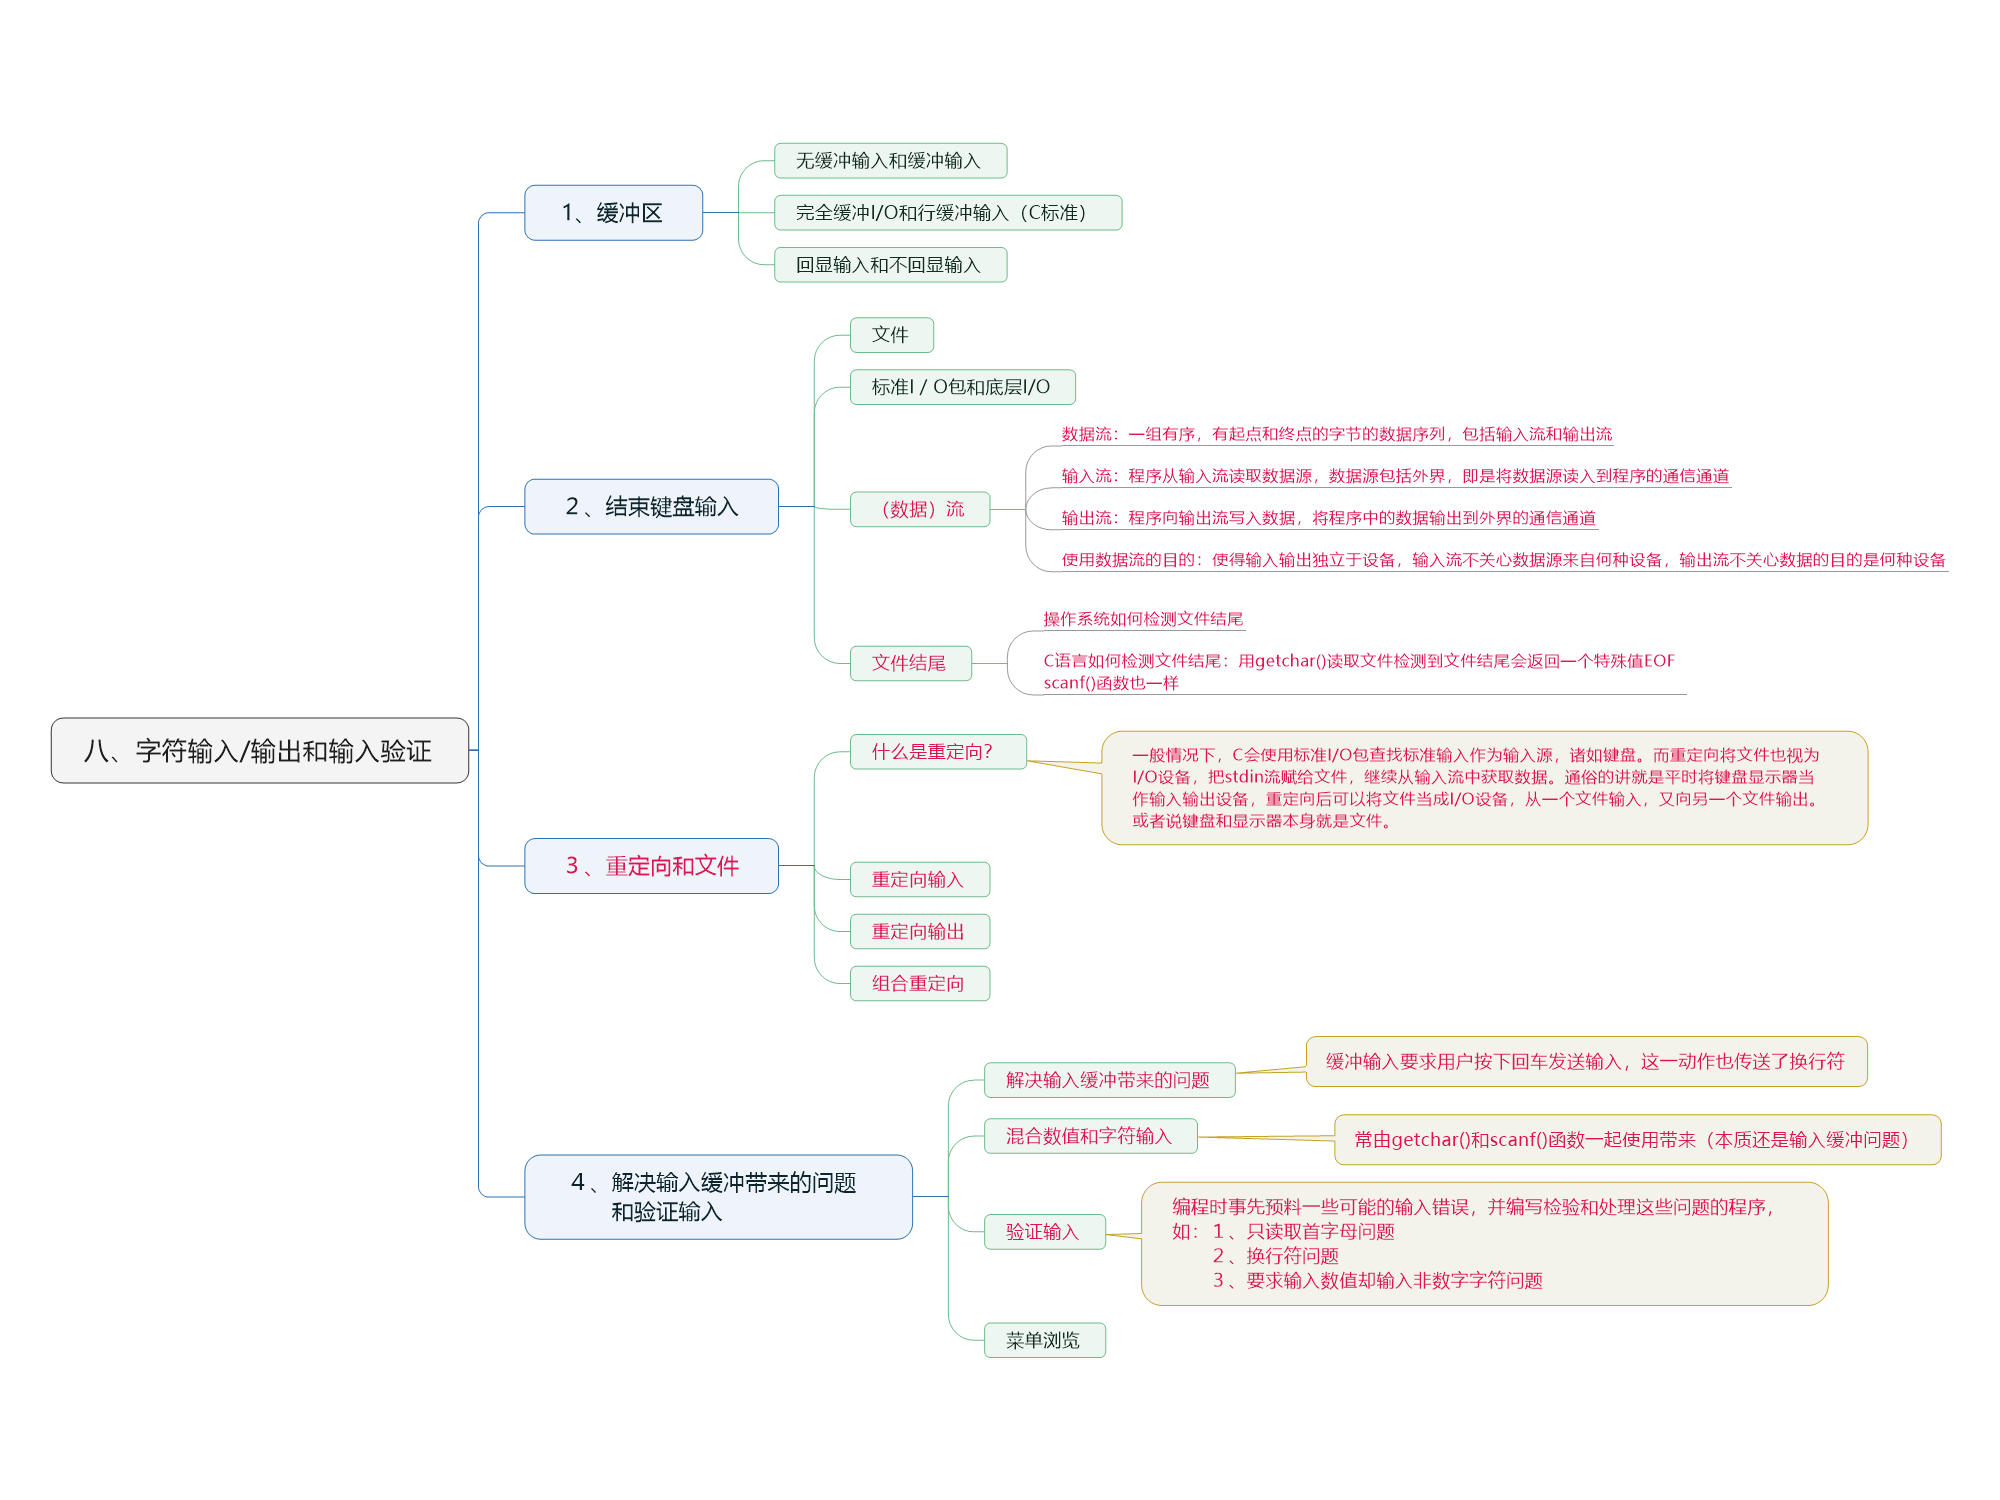 八、字符输入/输出和输入验证
1、缓冲区
无缓冲输入和缓冲输入
完全缓冲I/O和行缓冲输入（C标准）
回显输入和不回显输入
2、结束键盘输入
文件
标准I / O包和底层I/O
（数据）流
数据流：一组有序，有起点和终点的字节的数据序列，包括输入流和输出流
输入流：程序从输入流读取数据源，数据源包括外界，即是将数据源读入到程序的通信通道
输出流：程序向输出流写入数据，将程序中的数据输出到外界的通信通道
使用数据流的目的：使得输入输出独立于设备，输入流不关心数据源来自何种设备，输出流不关心数据的目的是何种设备
文件结尾
操作系统如何检测文件结尾
C语言如何检测文件结尾：用getchar()读取文件检测到文件结尾会返回一个特殊值EOF
scanf()函数也一样
3、重定向和文件
什么是重定向？
一般情况下，C会使用标准I/O包查找标准输入作为输入源，诸如键盘。而重定向将文件也视为
I/O设备，把stdin流赋给文件，继续从输入流中获取数据。通俗的讲就是平时将键盘显示器当
作输入输出设备，重定向后可以将文件当成I/O设备，从一个文件输入，又向另一个文件输出。
或者说键盘和显示器本身就是文件。
重定向输入
重定向输出
组合重定向
4、解决输入缓冲带来的问题
和验证输入
解决输入缓冲带来的问题
缓冲输入要求用户按下回车发送输入，这一动作也传送了换行符
混合数值和字符输入
常由getchar()和scanf()函数一起使用带来（本质还是输入缓冲问题）
验证输入
编程时事先预料一些可能的输入错误，并编写检验和处理这些问题的程序，
如：1、只读取首字母问题
2、换行符问题
3、要求输入数值却输入非数字字符问题
菜单浏览